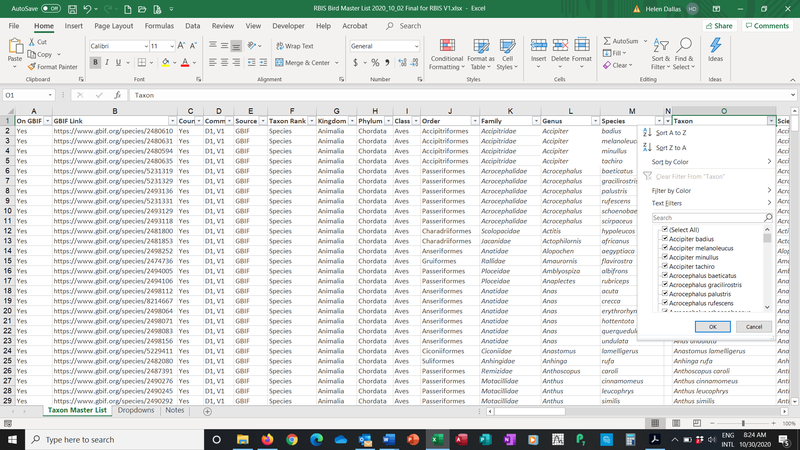 AutoSave Off RBIS Bird Master List 2020_10_02 Final for RBIS V1.xlsx - Excel Helen Dallas HD
File Home Insert Page Layout Formulas Data Review View Developer Help Acrobat Search Share Comments
Paste Cut Copy Format Painter Clipboard
Calibri 11 B I U Font
Wrap Text Merge & Center Alignment
General $ % Number
Conditional Formatting Format as Table Cell Styles Styles
Insert Delete Format Cells
AutoSum Fill Clear Sort & Filter Find & Select Editing
Ideas Ideas
O1 fx Taxon
A B C D E F G H I J K L M N O
1 On GBIF GBIF Link Coun Comm Source Taxon Rank Kingdom Phylum Class Order Family Genus Species Taxon Scie
2 Yes https://www.gbif.org/species/2480610 Yes D1, V1 GBIF Species Animalia Chordata Aves Accipitriformes Accipitridae Accipiter badius
3 Yes https://www.gbif.org/species/2480631 Yes D1, V1 GBIF Species Animalia Chordata Aves Accipitriformes Accipitridae Accipiter melanoleucus
4 Yes https://www.gbif.org/species/2480594 Yes D1, V1 GBIF Species Animalia Chordata Aves Accipitriformes Accipitridae Accipiter minullus
5 Yes https://www.gbif.org/species/2480635 Yes D1, V1 GBIF Species Animalia Chordata Aves Accipitriformes Accipitridae Accipiter tachiro
6 Yes https://www.gbif.org/species/5231319 Yes D1, V1 GBIF Species Animalia Chordata Aves Passeriformes Acrocephalidae Acrocephalus baeticatus
7 Yes https://www.gbif.org/species/5231329 Yes D1, V1 GBIF Species Animalia Chordata Aves Passeriformes Acrocephalidae Acrocephalus gracilirostris
8 Yes https://www.gbif.org/species/2493136 Yes D1, V1 GBIF Species Animalia Chordata Aves Passeriformes Acrocephalidae Acrocephalus palustris
9 Yes https://www.gbif.org/species/5231331 Yes D1, V1 GBIF Species Animalia Chordata Aves Passeriformes Acrocephalidae Acrocephalus rufescens
10 Yes https://www.gbif.org/species/2493129 Yes D1, V1 GBIF Species Animalia Chordata Aves Passeriformes Acrocephalidae Acrocephalus schoenobae
11 Yes https://www.gbif.org/species/2493118 Yes D1, V1 GBIF Species Animalia Chordata Aves Passeriformes Acrocephalidae Acrocephalus scirpaceus
12 Yes https://www.gbif.org/species/2481800 Yes D1, V1 GBIF Species Animalia Chordata Aves Charadriiformes Scolopacidae Actitis hypoleucos
13 Yes https://www.gbif.org/species/2481853 Yes D1, V1 GBIF Species Animalia Chordata Aves Charadriiformes Jacanidae Actophilornis africanus
14 Yes https://www.gbif.org/species/2498252 Yes D1, V1 GBIF Species Animalia Chordata Aves Anseriformes Anatidae Alopochen aegyptiaca
15 Yes https://www.gbif.org/species/2474736 Yes D1, V1 GBIF Species Animalia Chordata Aves Gruiformes Rallidae Amaurornis flavirostra
16 Yes https://www.gbif.org/species/2494005 Yes D1, V1 GBIF Species Animalia Chordata Aves Passeriformes Ploceidae Amblyospiza albifrons
17 Yes https://www.gbif.org/species/2494106 Yes D1, V1 GBIF Species Animalia Chordata Aves Passeriformes Ploceidae Anaplectes rubriceps
18 Yes https://www.gbif.org/species/2498112 Yes D1, V1 GBIF Species Animalia Chordata Aves Anseriformes Anatidae Anas acuta
19 Yes https://www.gbif.org/species/8214667 Yes D1, V1 GBIF Species Animalia Chordata Aves Anseriformes Anatidae Anas crecca
20 Yes https://www.gbif.org/species/2498064 Yes D1, V1 GBIF Species Animalia Chordata Aves Anseriformes Anatidae Anas erythrorhyn
21 Yes https://www.gbif.org/species/2498071 Yes D1, V1 GBIF Species Animalia Chordata Aves Anseriformes Anatidae Anas hottentota
22 Yes https://www.gbif.org/species/2498083 Yes D1, V1 GBIF Species Animalia Chordata Aves Anseriformes Anatidae Anas querquedula
23 Yes https://www.gbif.org/species/2498156 Yes D1, V1 GBIF Species Animalia Chordata Aves Anseriformes Anatidae Anas undulata
24 Yes https://www.gbif.org/species/5229411 Yes D1, V1 GBIF Species Animalia Chordata Aves Ciconiiformes Ciconiidae Anastomus lamelligerus Anastomus lamelligerus
25 Yes https://www.gbif.org/species/2482080 Yes D1, V1 GBIF Species Animalia Chordata Aves Suliformes Anhingidae Anhinga rufa Anhinga rufa
26 Yes https://www.gbif.org/species/2487391 Yes D1, V1 GBIF Species Animalia Chordata Aves Passeriformes Remizidae Anthoscopus caroli Anthoscopus caroli
27 Yes https://www.gbif.org/species/2490276 Yes D1, V1 GBIF Species Animalia Chordata Aves Passeriformes Motacillidae Anthus cinnamomeus Anthus cinnamomeus
28 Yes https://www.gbif.org/species/2490245 Yes D1, V1 GBIF Species Animalia Chordata Aves Passeriformes Motacillidae Anthus leucophrys Anthus leucophrys
29 Yes https://www.gbif.org/species/2490292 Yes D1, V1 GBIF Species Animalia Chordata Aves Passeriformes Motacillidae Anthus similis Anthus similis
Sort A to Z
Sort Z to A
Sort by Color
Clear Filter From "Taxon"
Filter by Color
Text Filters
Search
(Select All)
Accipiter badius
Accipiter melanoleucus
Accipiter minullus
Accipiter tachiro
Acrocephalus baeticatus
Acrocephalus gracilirostris
Acrocephalus palustris
Acrocephalus rufescens
OK Cancel
Taxon Master List Dropdowns Notes
100%
Type here to search
ENG 8:24 AM
INTL 10/30/2020